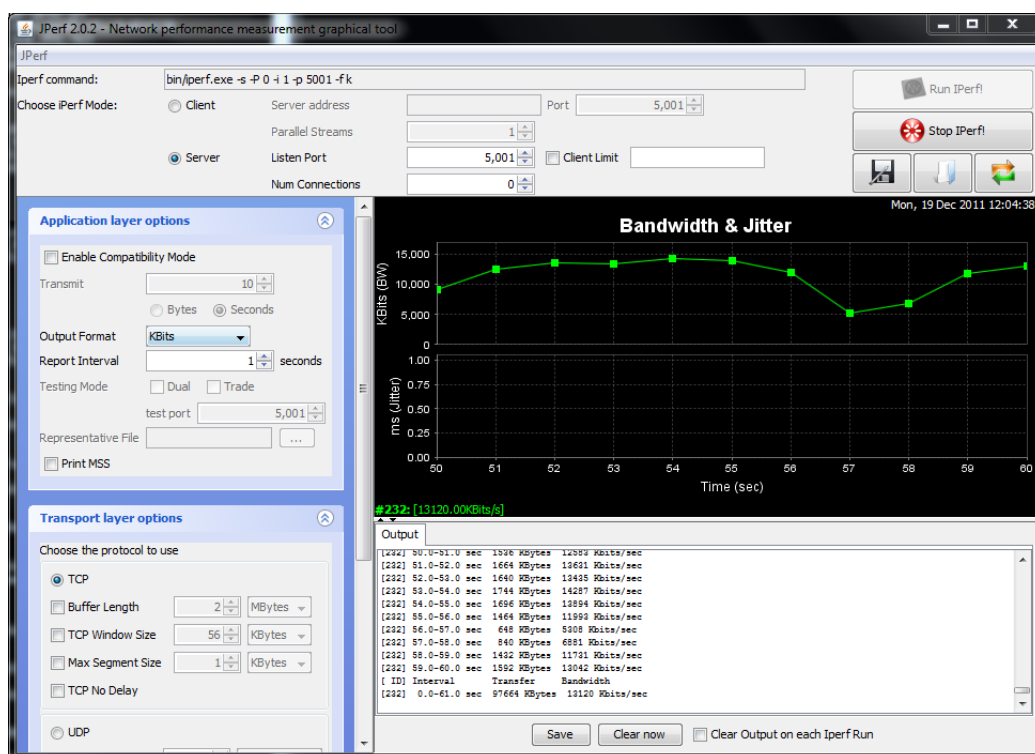 JPerf 2.0.2 - Network performance measurement graphical tool
JPerf
Iperf command: bin/iperf.exe -s -P 0 -i 1 -p 5001 -f k
Run IPerf!
Choose iPerf Mode: Client Server address Port 5,001
Parallel Streams 1
Stop IPerf!
Server Listen Port 5,001 Client Limit
Num Connections 0
Application layer options
Enable Compatibility Mode
Transmit 10
Bytes Seconds
Output Format KBits
Report Interval 1 seconds
Testing Mode Dual Trade
test port 5,001
Representative File ...
Print MSS
Transport layer options
Choose the protocol to use
TCP
Buffer Length 2 MBytes
TCP Window Size 56 KBytes
Max Segment Size 1 KBytes
TCP No Delay
UDP
Mon, 19 Dec 2011 12:04:38
Bandwidth & Jitter
KBits (BW)
15,000
10,000
5,000
0
ms (Jitter)
1.00
0.75
0.50
0.25
0.00
50 51 52 53 54 55 56 57 58 59 60
Time (sec)
#232: [13120.00KBits/s]
Output
[232] 50.0-51.0 sec 1536 KBytes 12583 Kbits/sec
[232] 51.0-52.0 sec 1664 KBytes 13631 Kbits/sec
[232] 52.0-53.0 sec 1640 KBytes 13435 Kbits/sec
[232] 53.0-54.0 sec 1744 KBytes 14287 Kbits/sec
[232] 54.0-55.0 sec 1696 KBytes 13894 Kbits/sec
[232] 55.0-56.0 sec 1464 KBytes 11993 Kbits/sec
[232] 56.0-57.0 sec 648 KBytes 5308 Kbits/sec
[232] 57.0-58.0 sec 840 KBytes 6881 Kbits/sec
[232] 58.0-59.0 sec 1432 KBytes 11731 Kbits/sec
[232] 59.0-60.0 sec 1592 KBytes 13042 Kbits/sec
[ ID] Interval Transfer Bandwidth
[232] 0.0-61.0 sec 97664 KBytes 13120 Kbits/sec
Save Clear now Clear Output on each Iperf Run